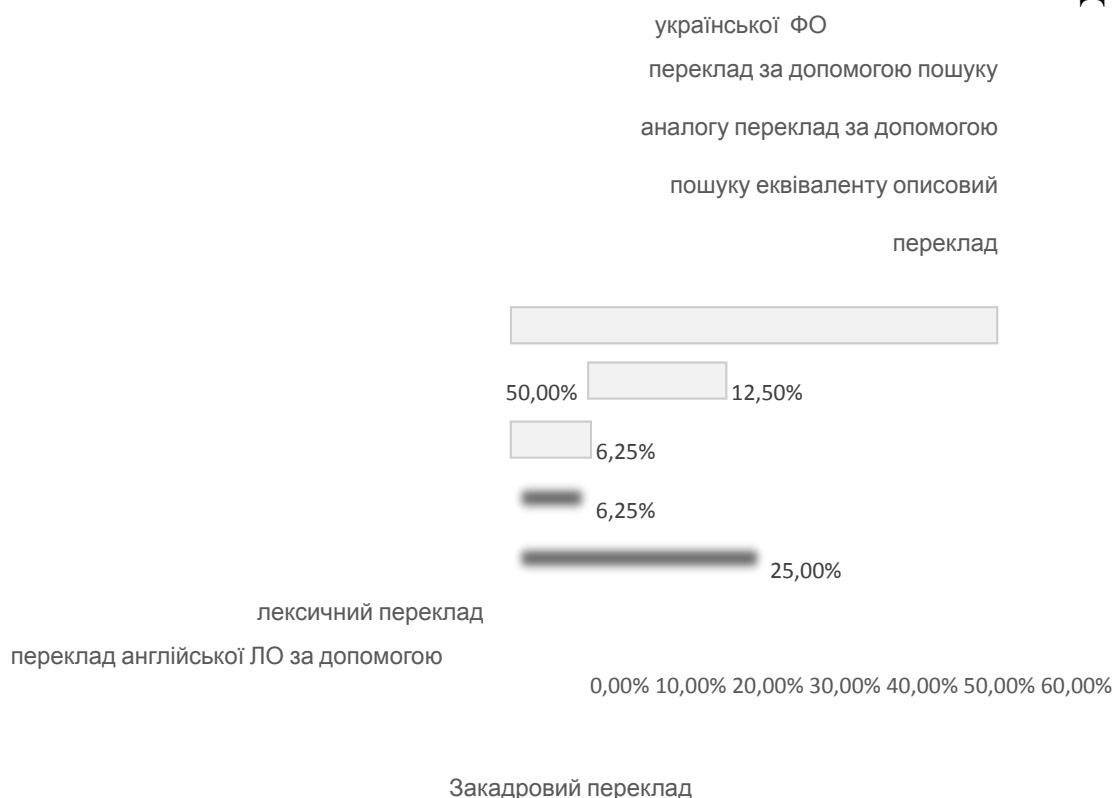 української ФО
переклад за допомогою пошуку
аналогу переклад за допомогою
пошуку еквіваленту описовий
переклад
50,00% 12,50%
6,25%
6,25%
25,00%
лексичний переклад
переклад англійської ЛО за допомогою
0,00% 10,00% 20,00% 30,00% 40,00% 50,00% 60,00%
Закадровий переклад